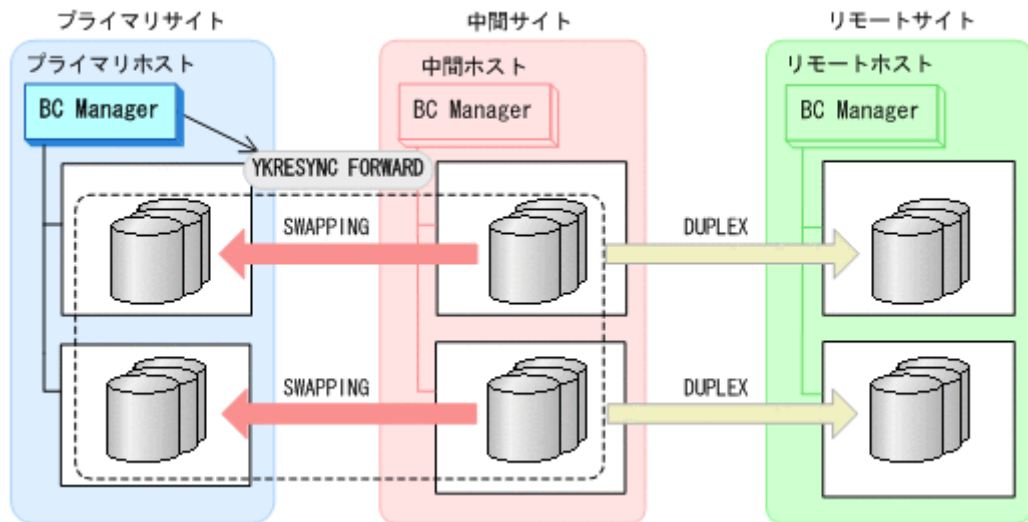 プライマリサイト
中間サイト
リモートサイト
プライマリホスト
中間ホスト
リモートホスト
BC Manager
BC Manager
BC Manager
YKRESYNC FORWARD
SWAPPING
DUPLEX
SWAPPING
DUPLEX